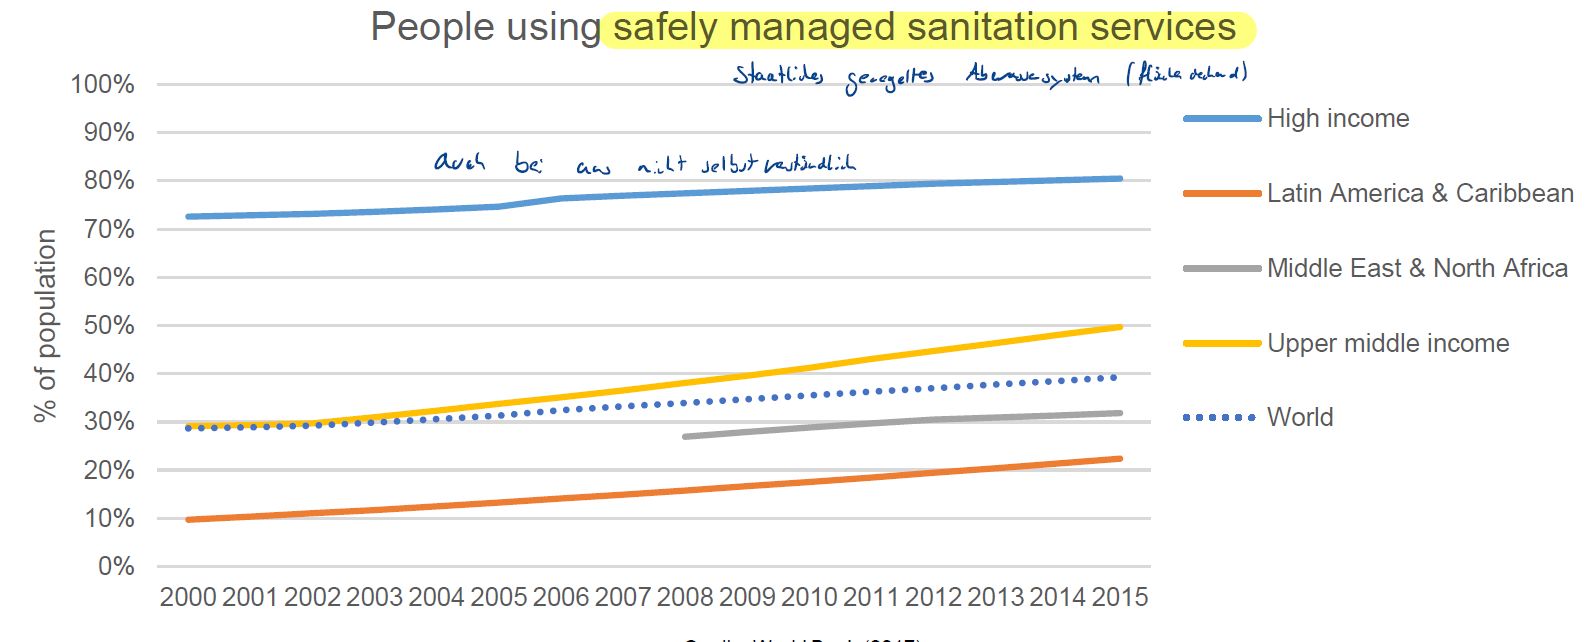 People using safely managed sanitation services
Staatliches geregeltes Abwassersystem (flächendeckend)
100%
90%
auch bei uns nicht selbstverständlich
80%
70%
60%
50%
40%
30%
20%
10%
0%
% of population
2000 2001 2002 2003 2004 2005 2006 2007 2008 2009 2010 2011 2012 2013 2014 2015
High income
Latin America & Caribbean
Middle East & North Africa
Upper middle income
World